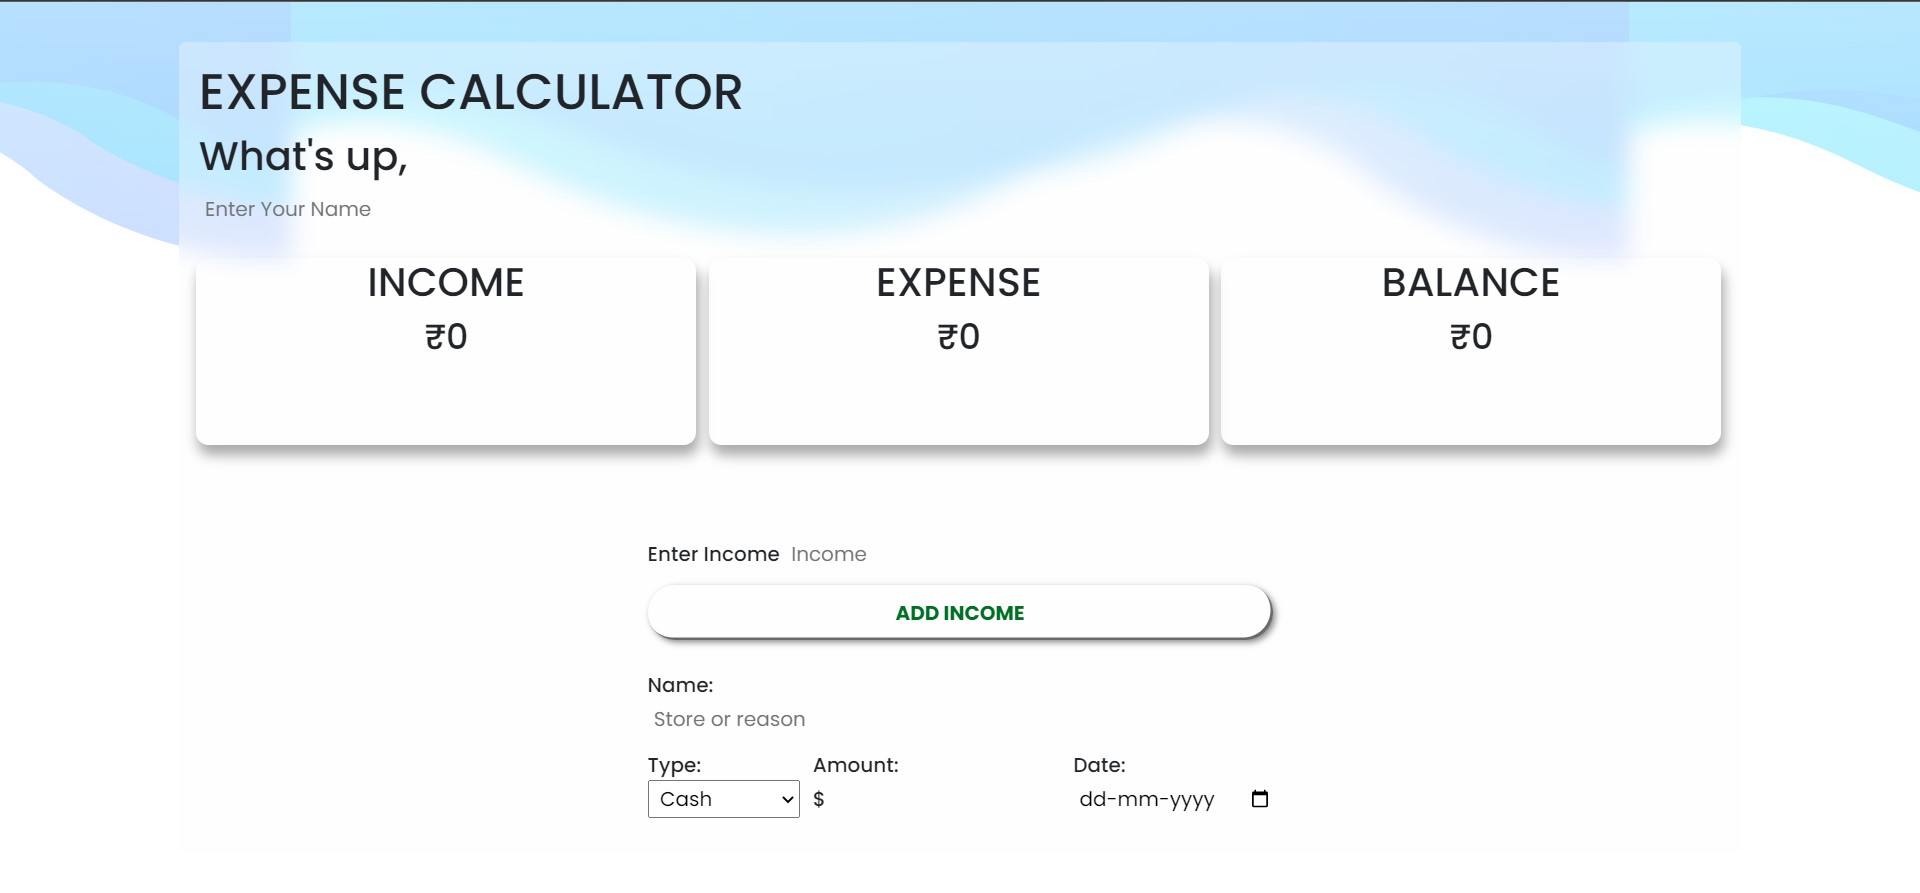 EXPENSE CALCULATOR
What's up,
Enter Your Name
INCOME EXPENSE BALANCE
₹0 ₹0 ₹0
Enter Income Income
ADD INCOME
Name:
Store or reason
Type: Amount: Date:
Cash $ dd-mm-yyyy